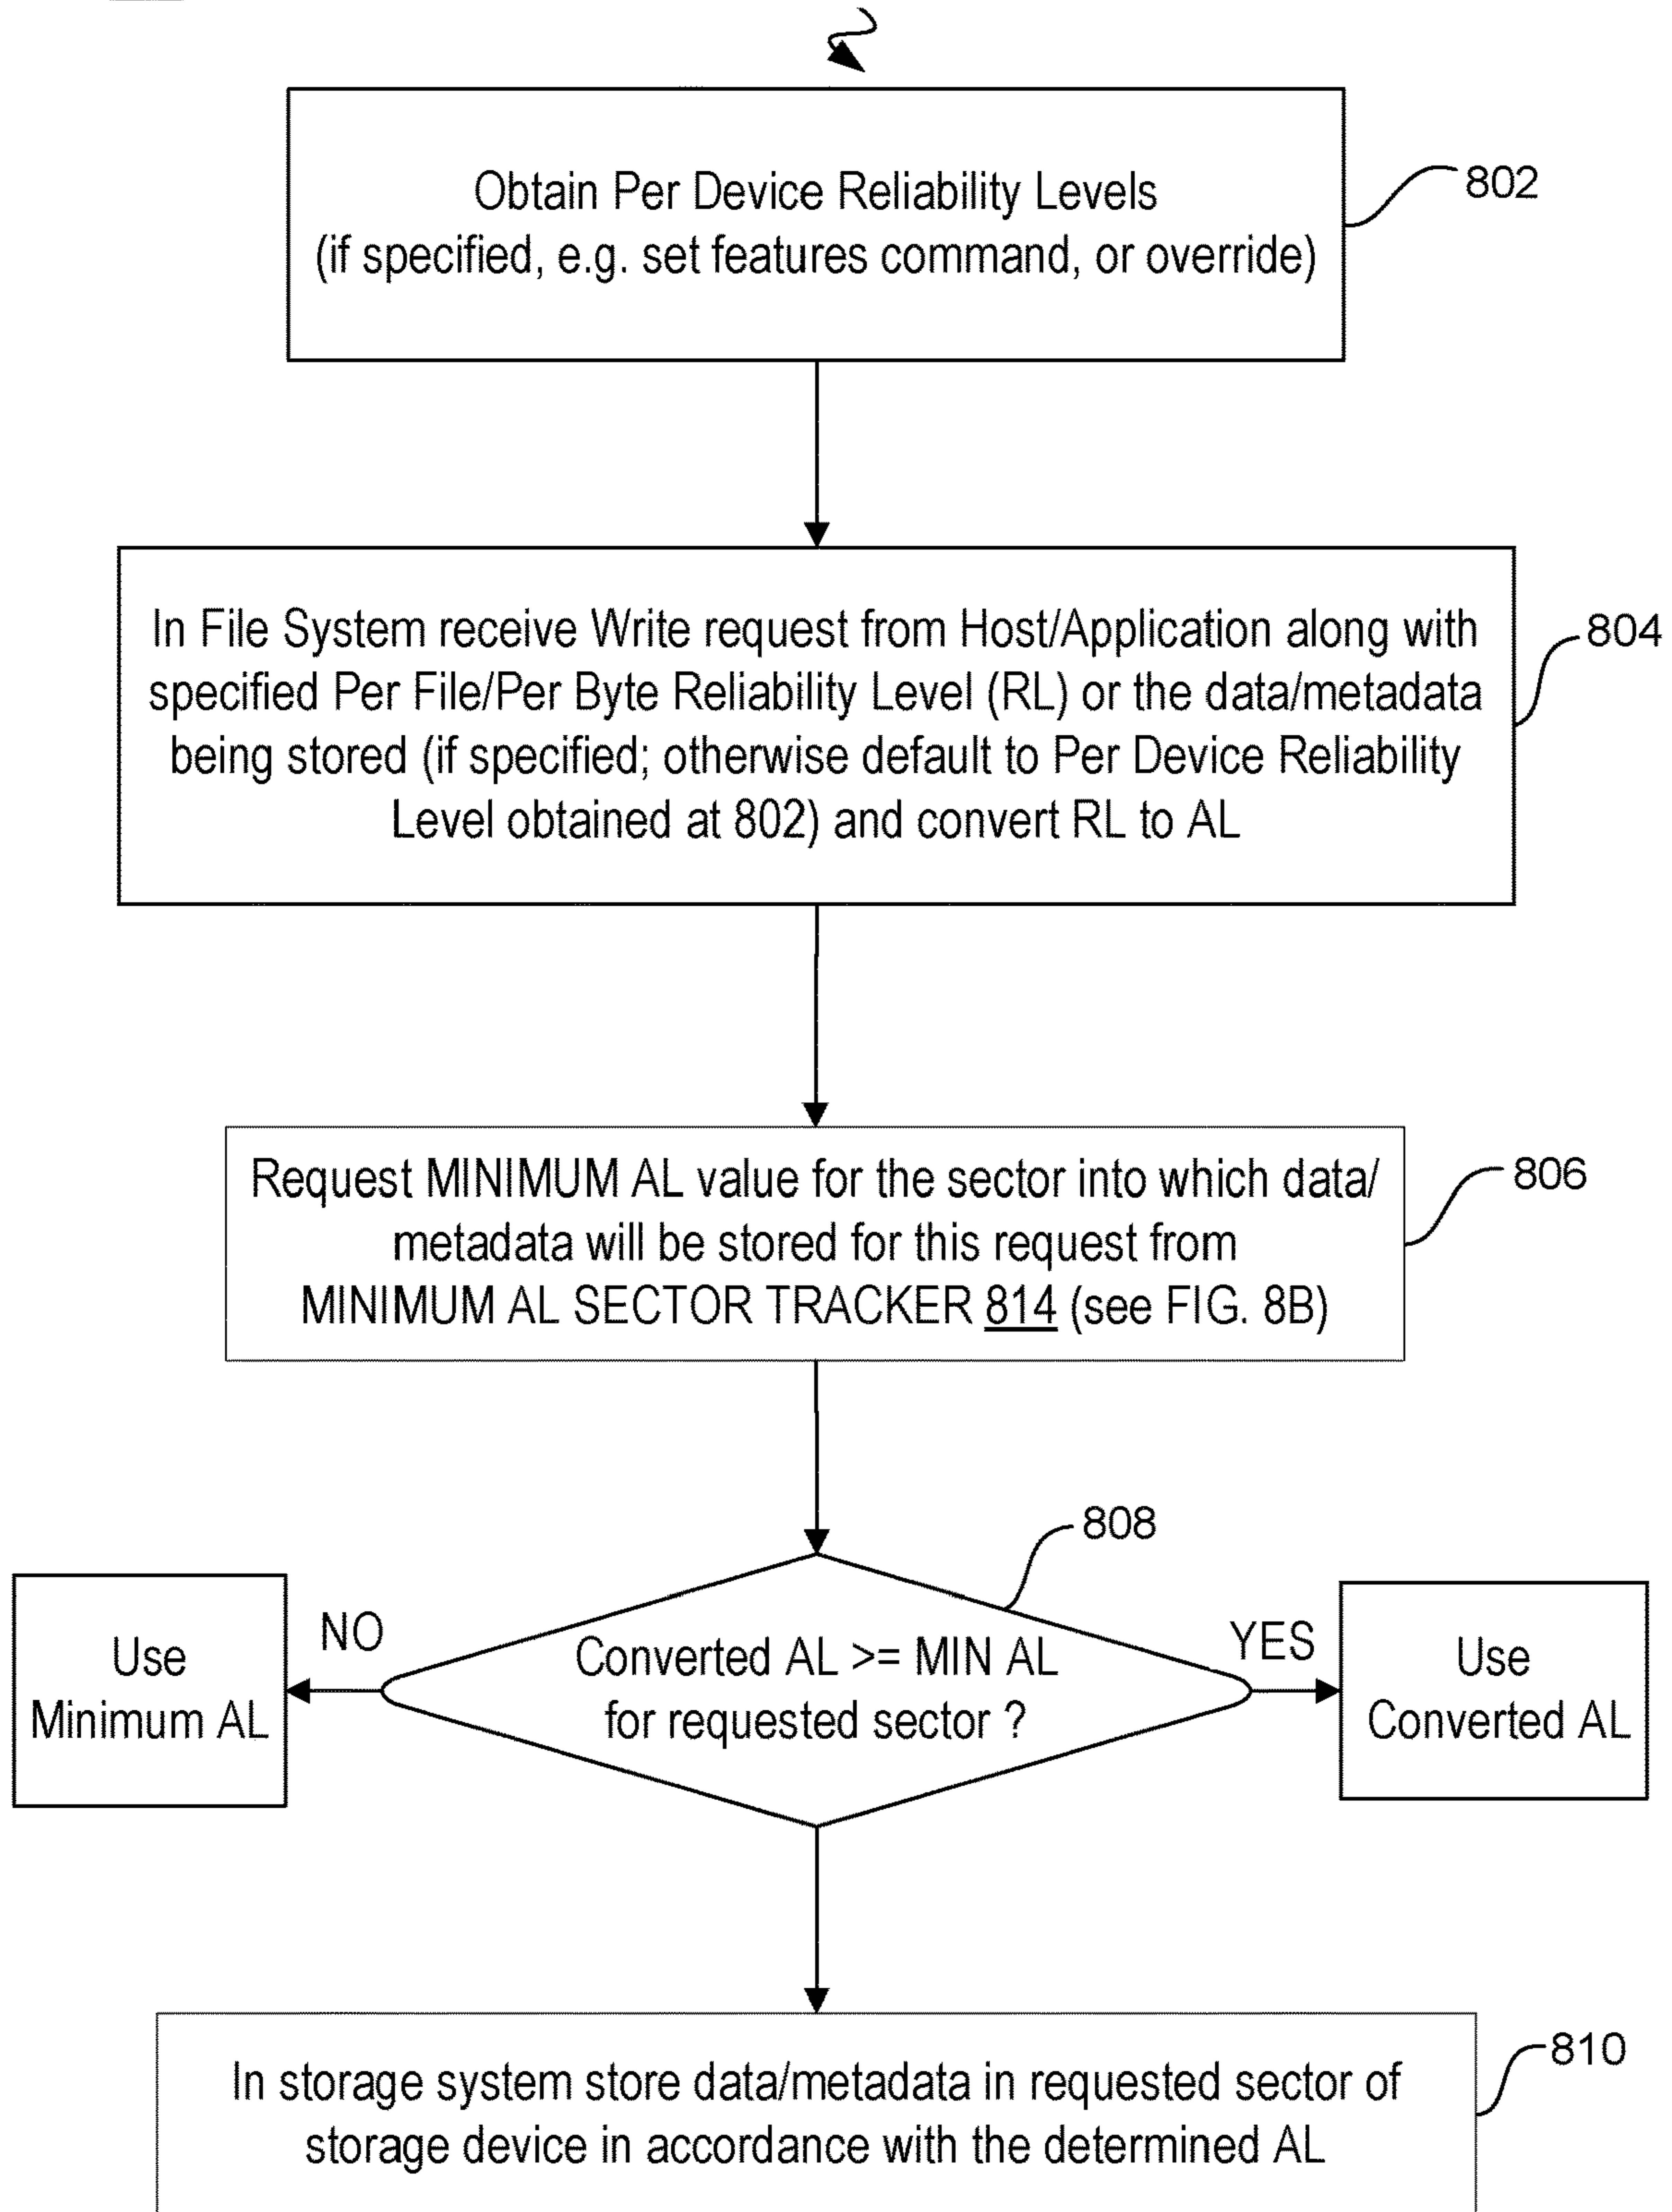 Obtain Per Device Reliability Levels
(if specified, e.g. set features command, or override)
802
In File System receive Write request from Host/Application along with
specified Per File/Per Byte Reliability Level (RL) or the data/metadata
being stored (if specified; otherwise default to Per Device Reliability
Level obtained at 802) and convert RL to AL
804
Request MINIMUM AL value for the sector into which data/
metadata will be stored for this request from
MINIMUM AL SECTOR TRACKER 814 (see FIG. 8B)
806
808
Use
Minimum AL
NO
Converted AL >= MIN AL
for requested sector ?
YES
Use
Converted AL
In storage system store data/metadata in requested sector of
storage device in accordance with the determined AL
810